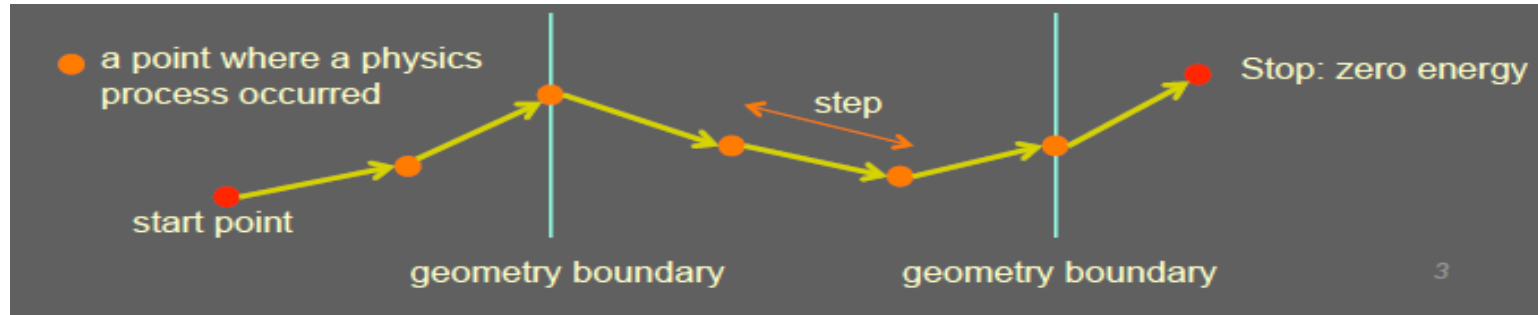 a point where a physics
process occurred
step
Stop: zero energy
start point
geometry boundary
geometry boundary
3